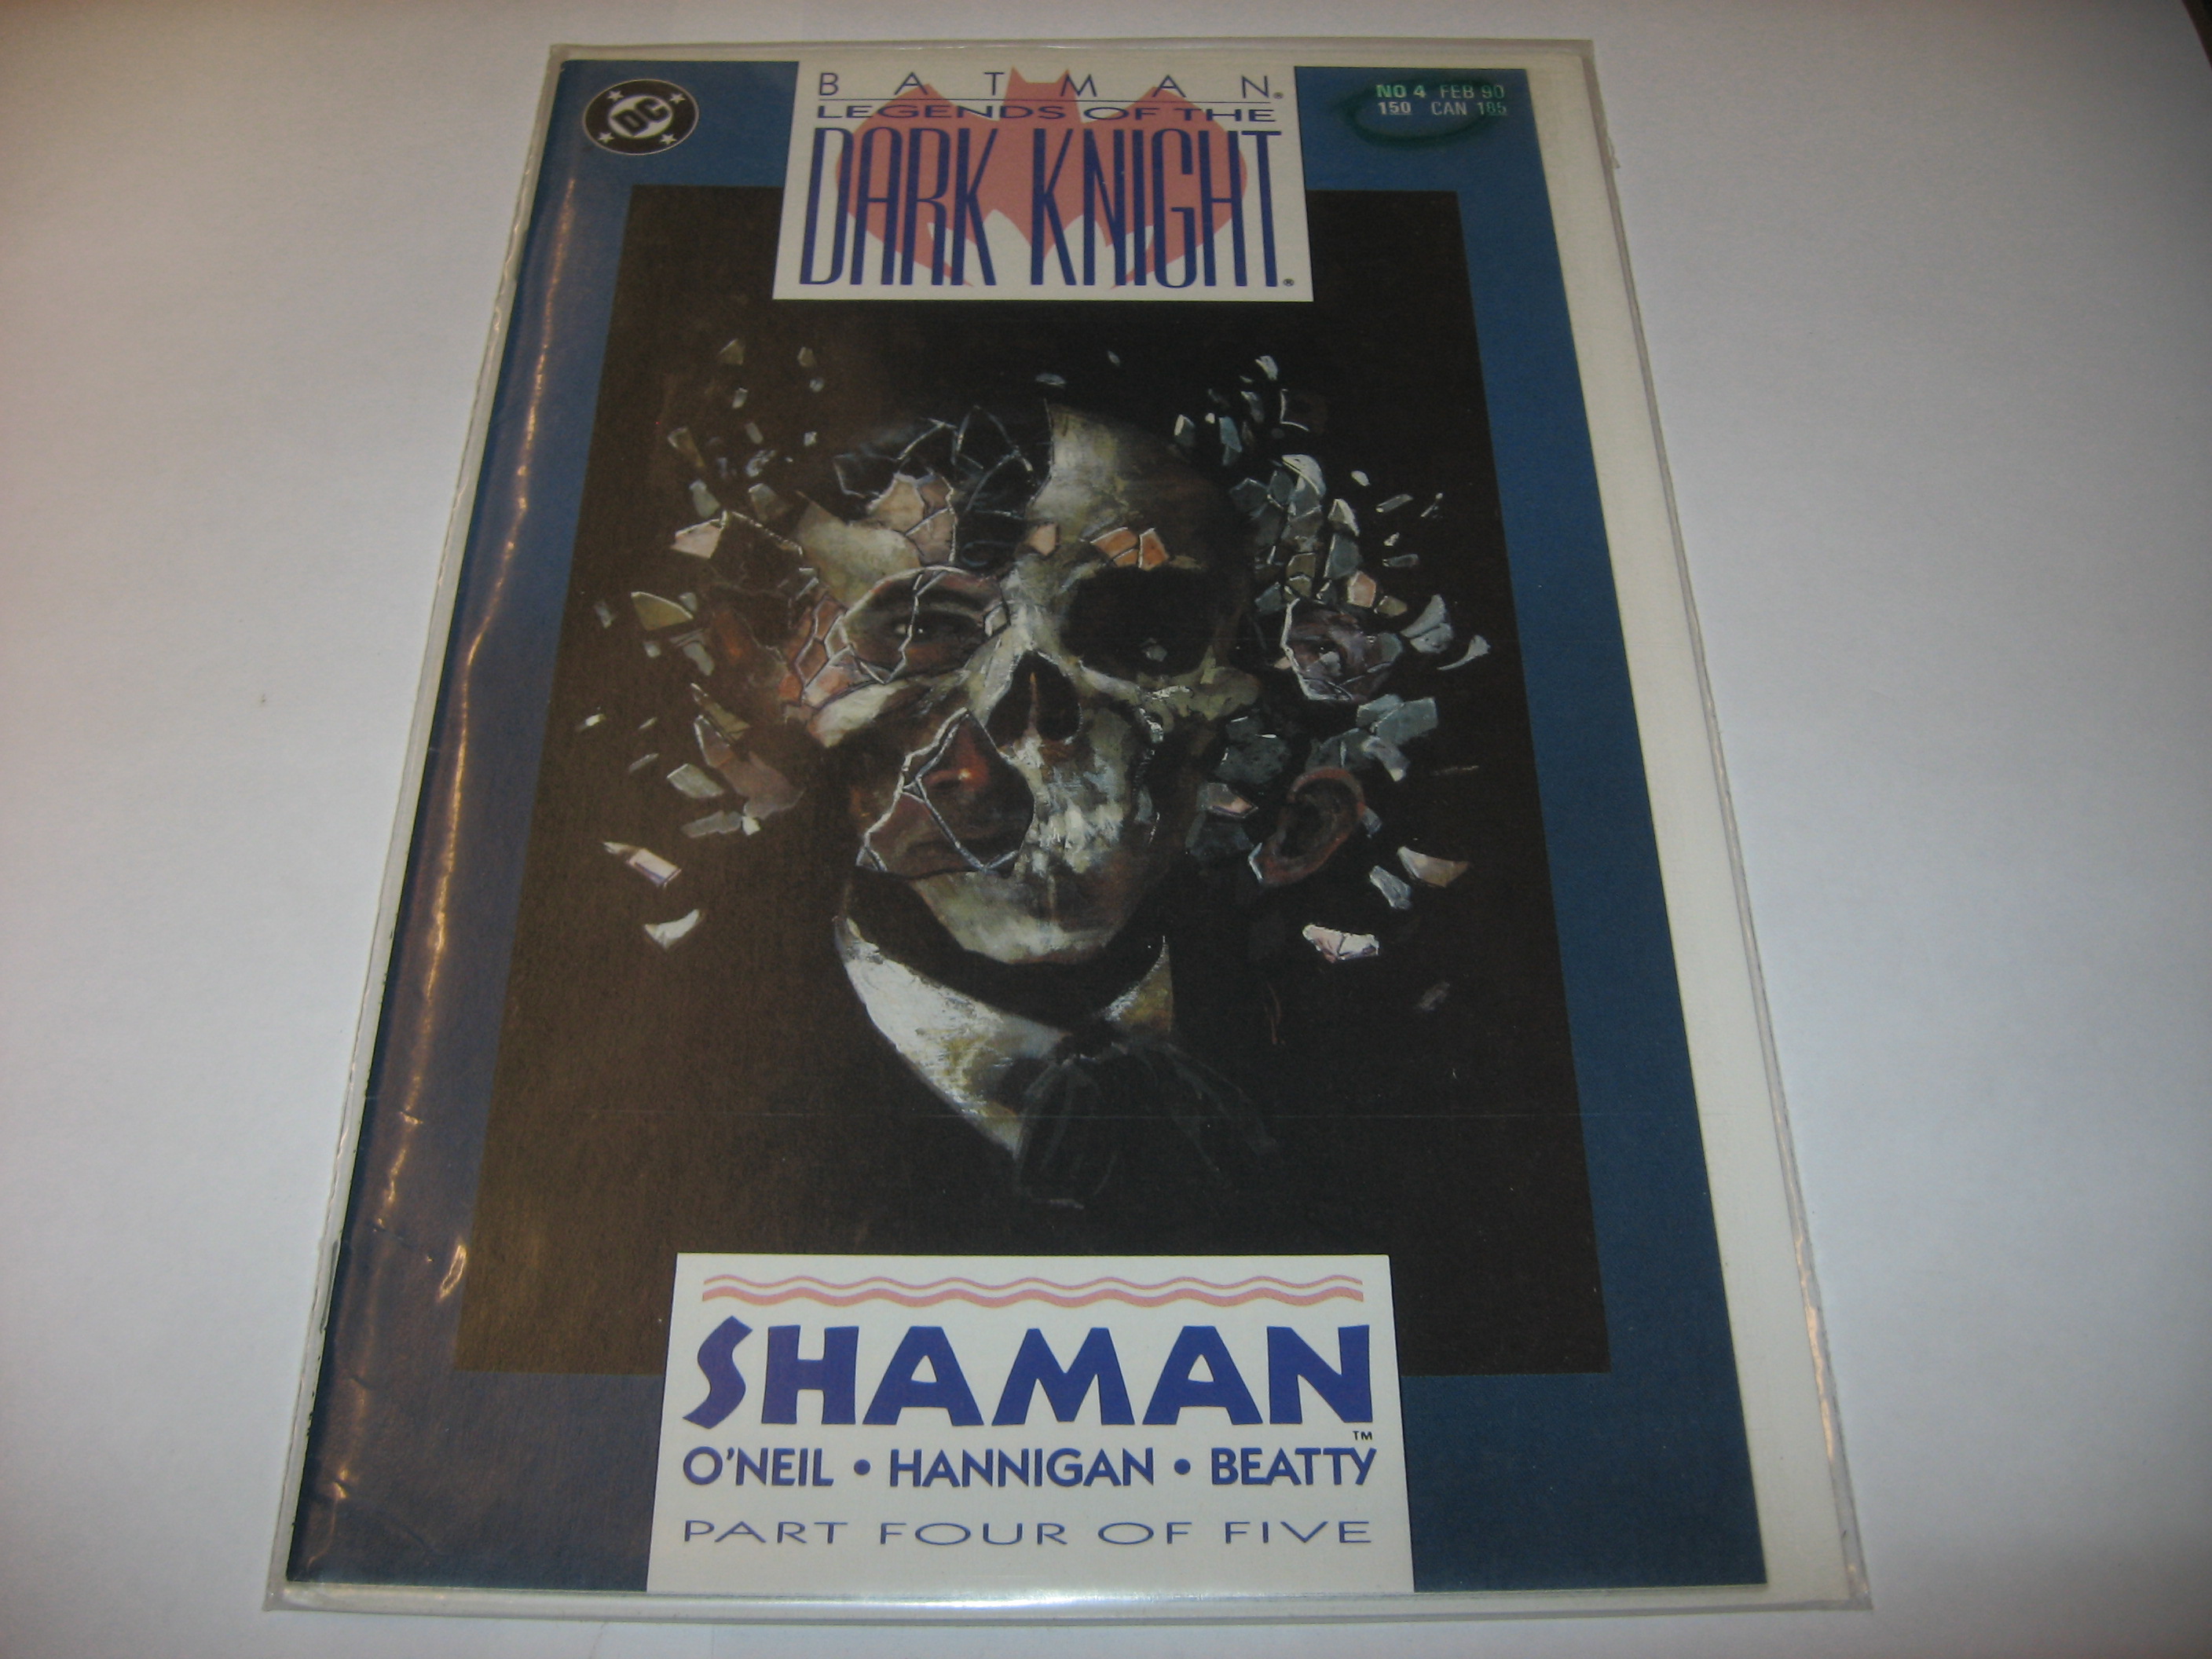 DC
BATMAN®
LEGENDS OF THE
DARK KNIGHT®
NO 4 FEB 90
150 CAN 185
SHAMAN™
O'NEIL • HANNIGAN • BEATTY
PART FOUR OF FIVE